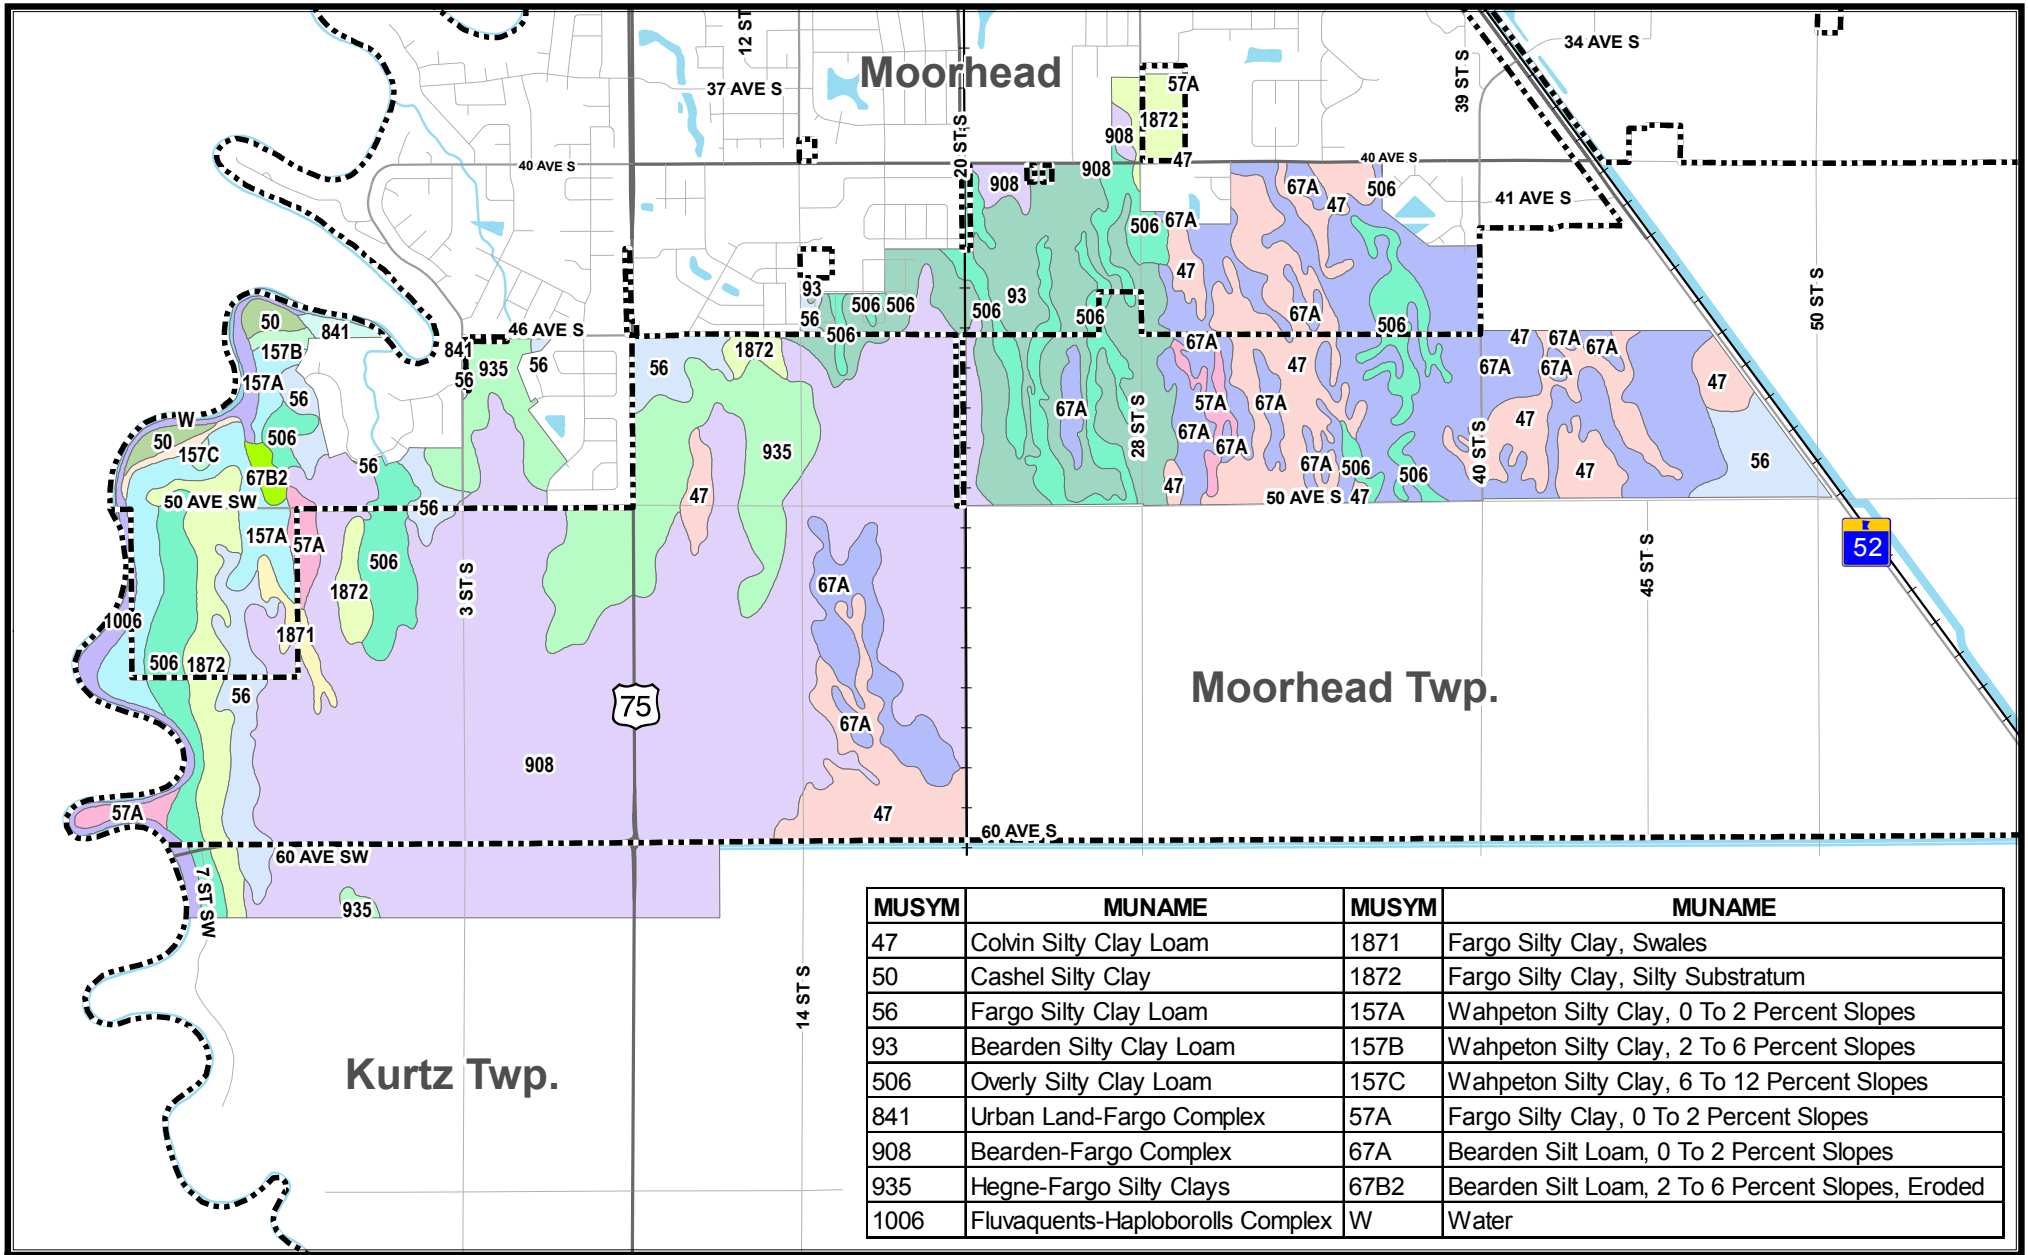 12 ST
34 AVE S
Moorhead
39 ST S
37 AVE S
57A
1872
20 ST S
908
40 AVE S
47
40 AVE S
908
908
67A
506
47
41 AVE S
506
67A
47
50 ST S
93
506
506
93
506
56
506
506
67A
506
50
841
46 AVE S
157B
841
56
935
56
56
1872
67A
47
67A
47
67A
67A
67A
67A
157A
56
47
W
67A
57A
67A
28 ST S
47
50
506
157C
935
67A
67A
40 ST S
56
67B2
56
47
47
67A
506
506
47
50 AVE SW
56
50 AVE S
47
157A
57A
506
52
1872
67A
3 ST S
45 ST S
1006
1871
506
1872
56
Moorhead Twp.
75
67A
908
57A
47
60 AVE S
60 AVE SW
7 ST SW
935
14 ST S
Kurtz Twp.
MUSYM MUNAME MUSYM MUNAME
47 Colvin Silty Clay Loam 1871 Fargo Silty Clay, Swales
50 Cashel Silty Clay 1872 Fargo Silty Clay, Silty Substratum
56 Fargo Silty Clay Loam 157A Wahpeton Silty Clay, 0 To 2 Percent Slopes
93 Bearden Silty Clay Loam 157B Wahpeton Silty Clay, 2 To 6 Percent Slopes
506 Overly Silty Clay Loam 157C Wahpeton Silty Clay, 6 To 12 Percent Slopes
841 Urban Land-Fargo Complex 57A Fargo Silty Clay, 0 To 2 Percent Slopes
908 Bearden-Fargo Complex 67A Bearden Silt Loam, 0 To 2 Percent Slopes
935 Hegne-Fargo Silty Clays 67B2 Bearden Silt Loam, 2 To 6 Percent Slopes, Eroded
1006 Fluvaquents-Haploborolls Complex W Water